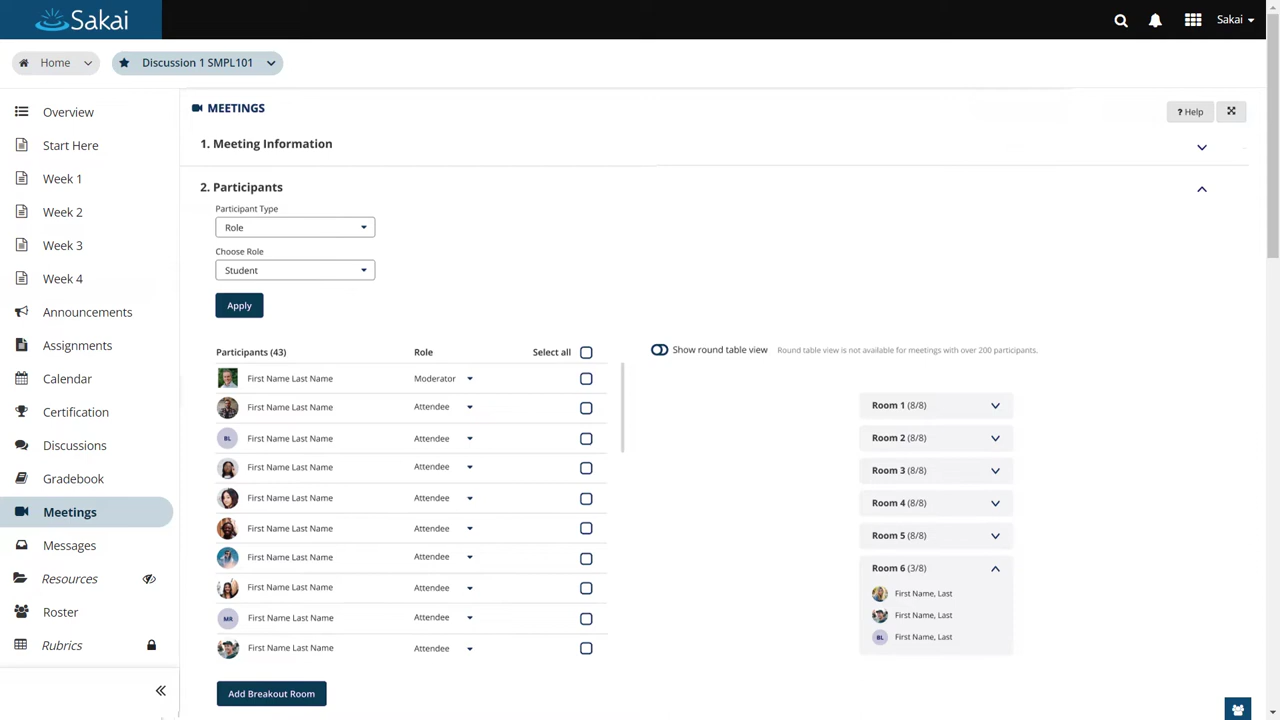 Sakai
Sakai
Home
Discussion 1 SMPL101
Overview
Start Here
Week 1
Week 2
Week 3
Week 4
Announcements
Assignments
Calendar
Certification
Discussions
Gradebook
Meetings
Messages
Resources
Roster
Rubrics
MEETINGS
? Help
1. Meeting Information
2. Participants
Participant Type
Role
Choose Role
Student
Apply
Participants (43) Role Select all
First Name Last Name Moderator
First Name Last Name Attendee
BL First Name Last Name Attendee
First Name Last Name Attendee
First Name Last Name Attendee
First Name Last Name Attendee
First Name Last Name Attendee
First Name Last Name Attendee
MR First Name Last Name Attendee
First Name Last Name Attendee
Add Breakout Room
Show round table view Round table view is not available for meetings with over 200 participants.
Room 1 (8/8)
Room 2 (8/8)
Room 3 (8/8)
Room 4 (8/8)
Room 5 (8/8)
Room 6 (3/8)
First Name, Last
First Name, Last
BL First Name, Last